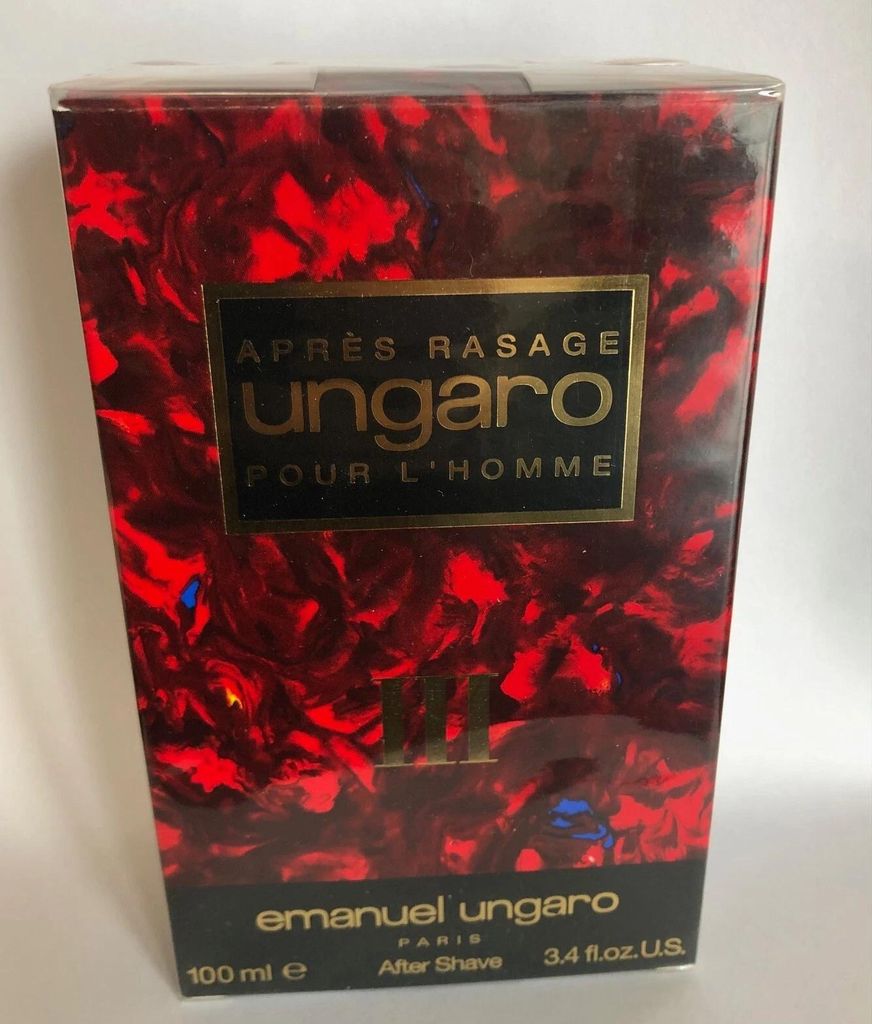 APRÈS RASAGE
ungaro
POUR L'HOMME
III
emanuel ungaro
PARIS
100 ml e After Shave 3.4 fl.oz.U.S.